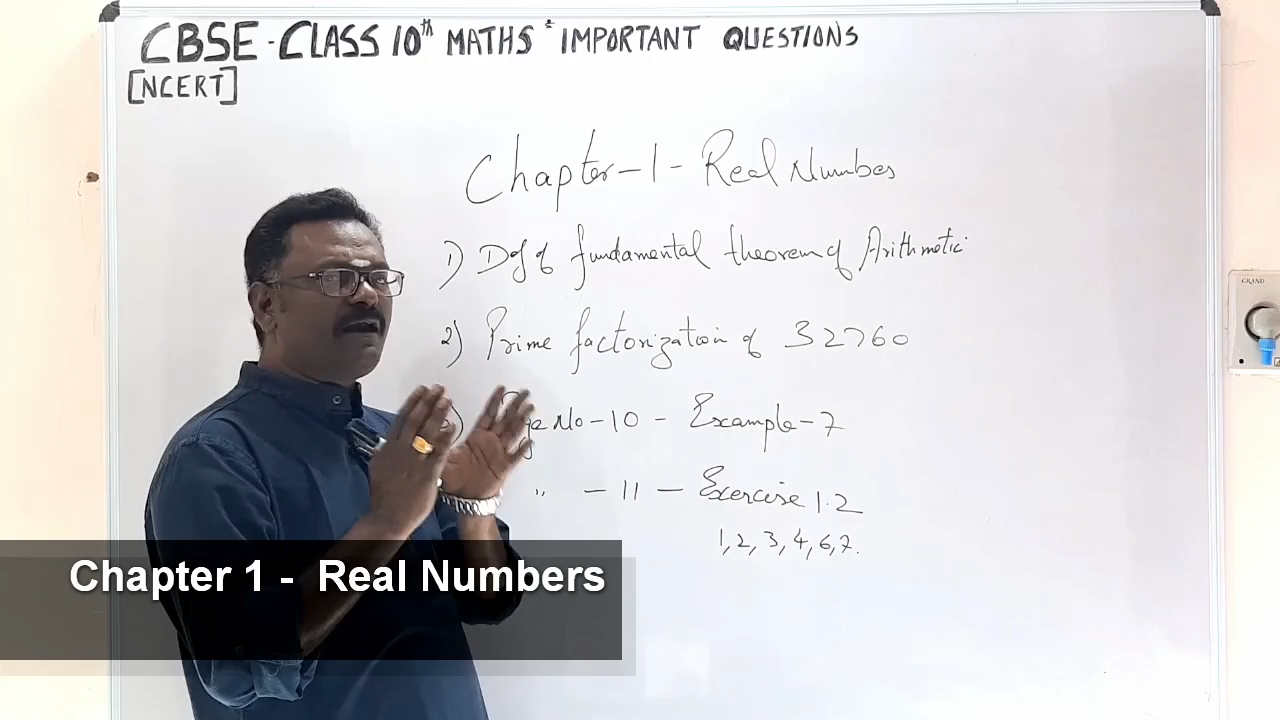 CBSE - CLASS 10th MATHS - IMPORTANT QUESTIONS
[NCERT]
Chapter - 1 - Real Numbers
1) Def of fundamental theorem of Arithmetic
2) Prime factorization of 32760
No - 10 - Example - 7
" - 11 - Exercise 1.2
1, 2, 3, 4, 6, 7.
Chapter 1 - Real Numbers
GRAND